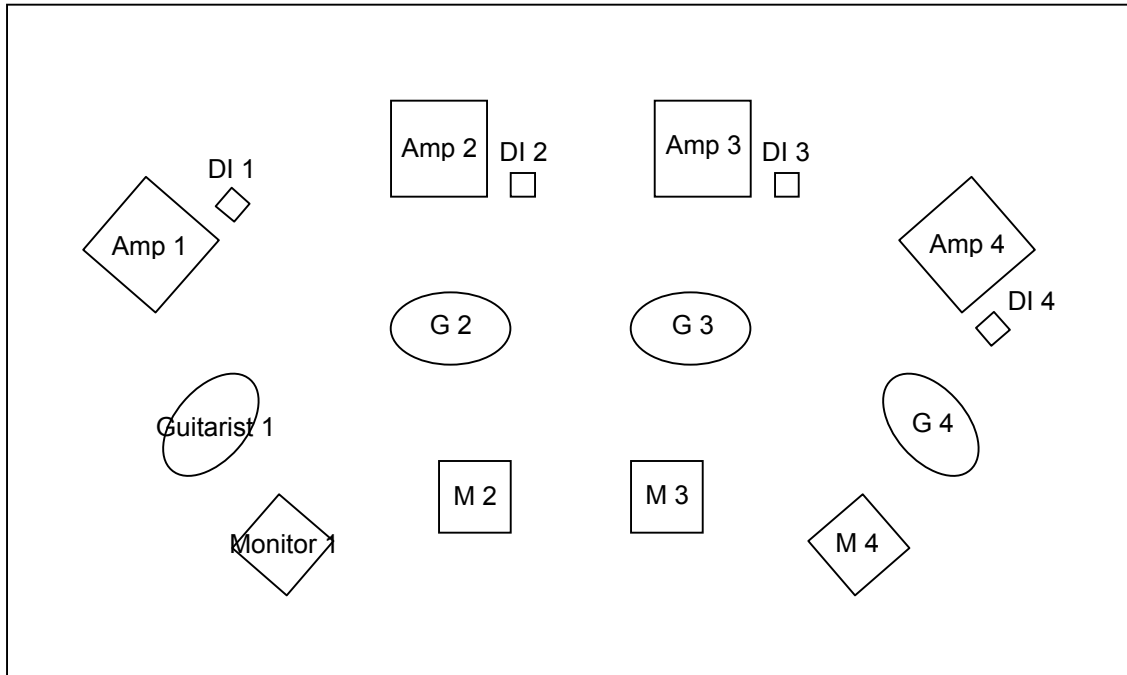 Amp 2
Amp 3
DI 2
DI 3
DI 1
Amp 1
Amp 4
DI 4
G 2
G 3
Guitarist 1
G 4
M 2
M 3
Monitor 1
M 4